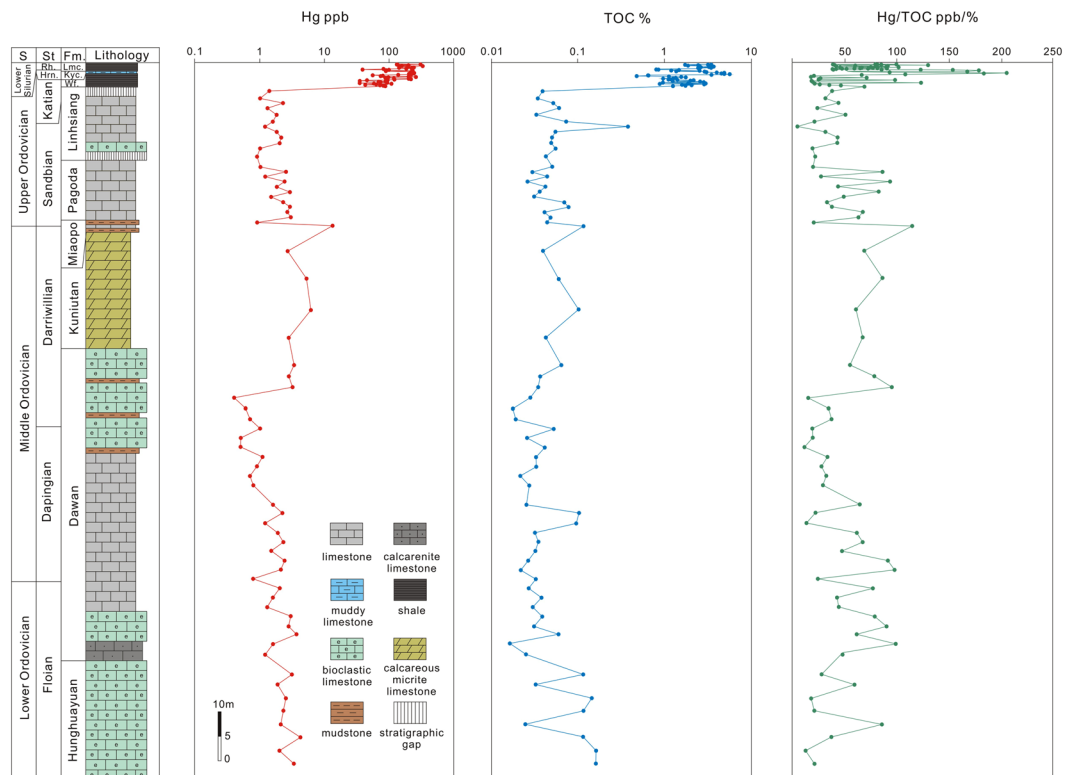 Hg ppb
TOC %
Hg/TOC ppb/%
S
St
Fm.
Lithology
0.1
1
10
100
1000
0.01
0.1
1
10
50
100
150
200
250
Lower
Silurian
Rh.
Lmc.
Hrn.
Kyc.
Wf.
Upper Ordovician
Katian
Linhsiang
Sandbian
Pagoda
Miaopo
Middle Ordovician
Darriwillian
Kuniutan
Dapingian
Dawan
Lower Ordovician
Floian
Hunghuayuan
limestone
calcarenite
limestone
muddy
limestone
shale
bioclastic
limestone
calcareous
micrite
limestone
mudstone
stratigraphic
gap
10m
5
0